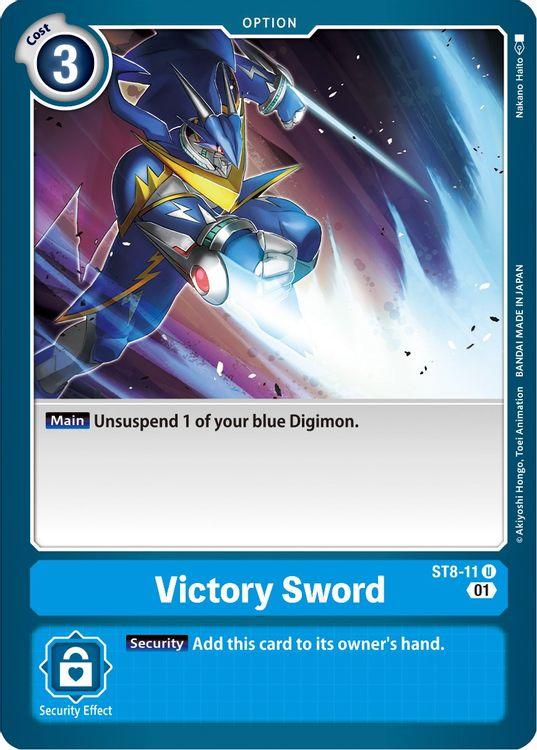 OPTION
Cost
3
Nakano Haito
Main Unsuspend 1 of your blue Digimon.
© Akiyoshi Hongo, Toei Animation BANDAI MADE IN JAPAN
ST8-11 U
Victory Sword
01
Security Add this card to its owner's hand.
Security Effect